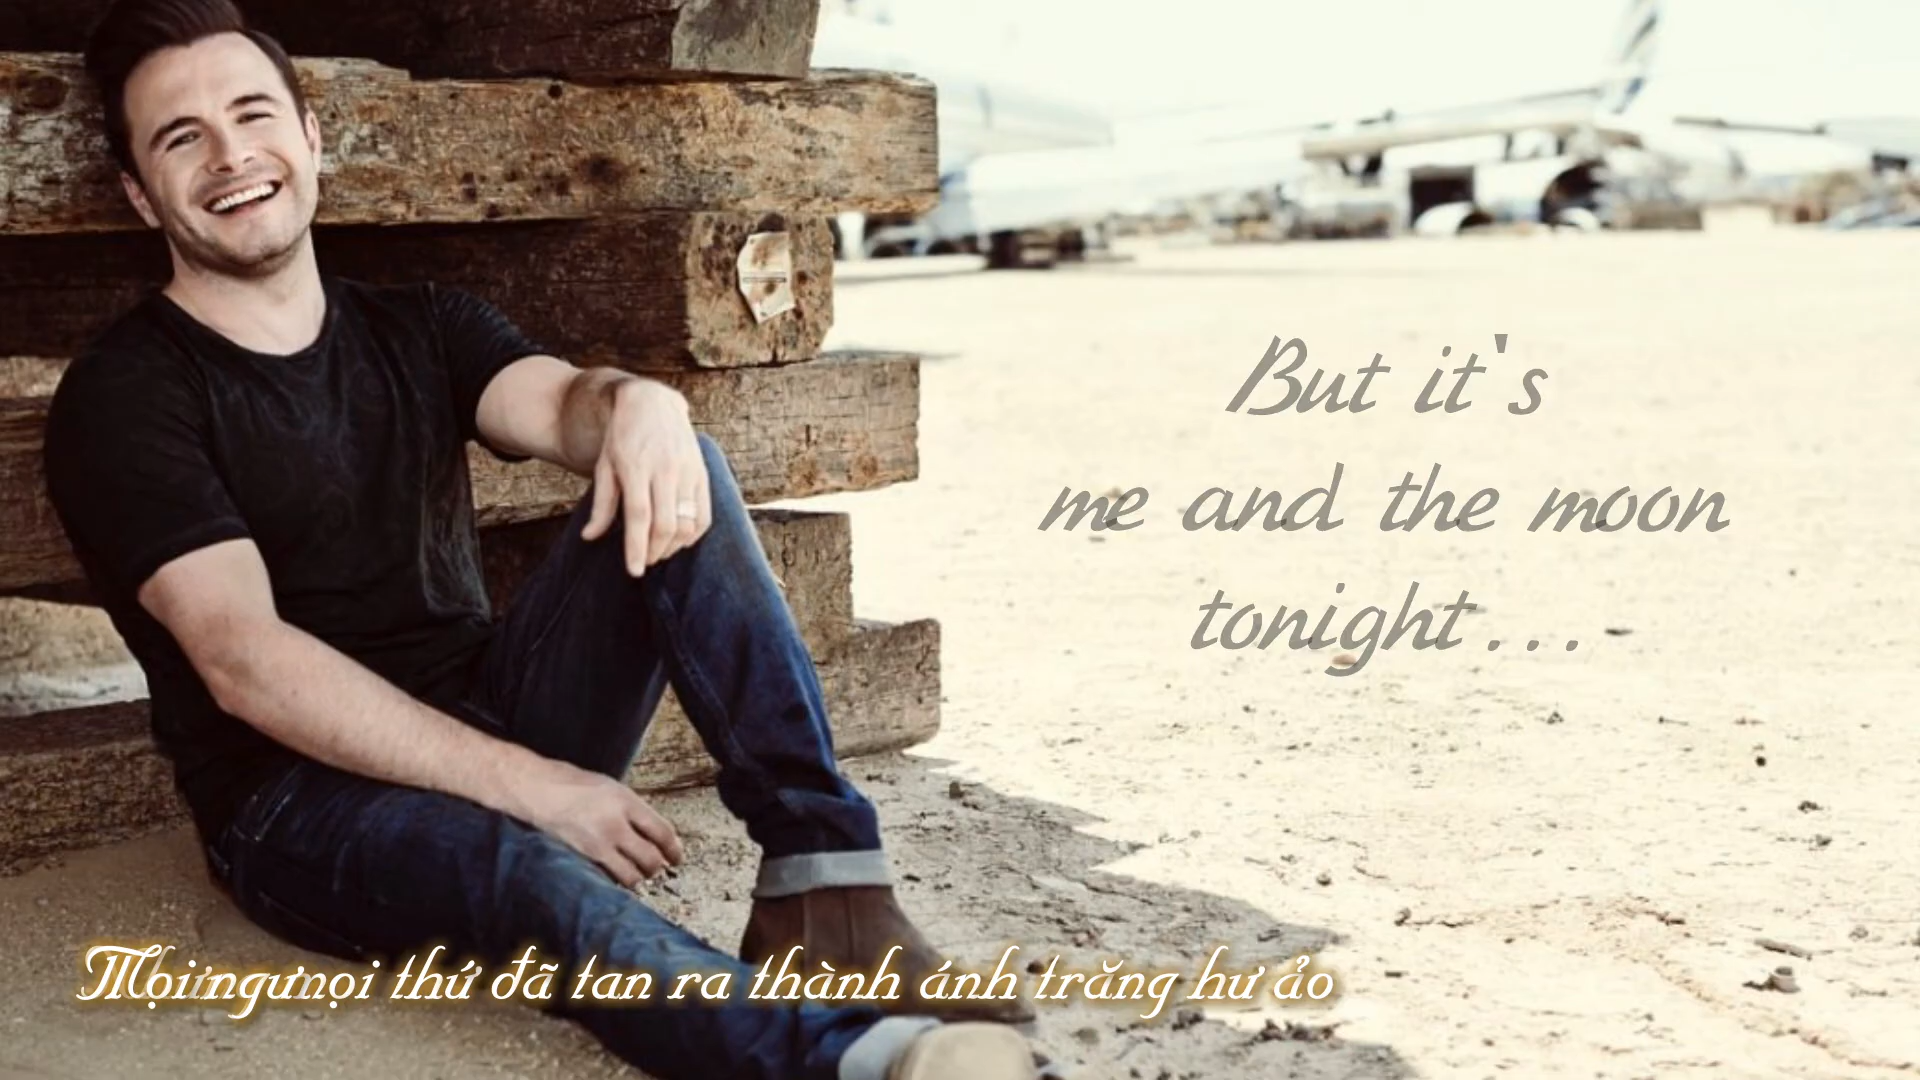 But it's
me and the moon
tonight...
thứ đã tan ra thành ánh trăng hư ảo